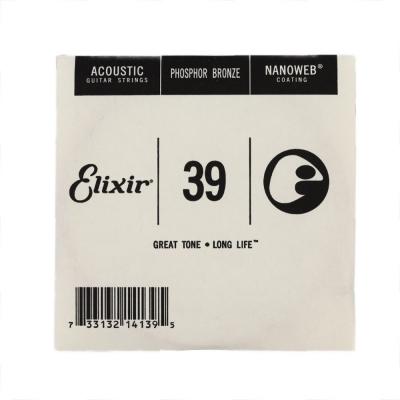 ACOUSTIC
GUITAR STRINGS
PHOSPHOR BRONZE
NANOWEB®
COATING
Elixir®
39
GREAT TONE • LONG LIFE™
7 33132 14139 5